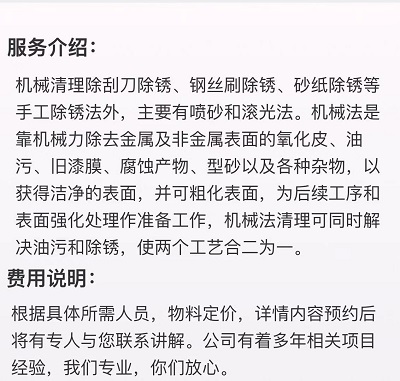 服务介绍：
机械清理除刮刀除锈、钢丝刷除锈、砂纸除锈等
手工除锈法外，主要有喷砂和滚光法。机械法是
靠机械力除去金属及非金属表面的氧化皮、油
污、旧漆膜、腐蚀产物、型砂以及各种杂物，以
获得洁净的表面，并可粗化表面，为后续工序和
表面强化处理作准备工作，机械法清理可同时解
决油污和除锈，使两个工艺合二为一。
费用说明：
根据具体所需人员，物料定价，详情内容预约后
将有专人与您联系讲解。公司有着多年相关项目
经验，我们专业，你们放心。